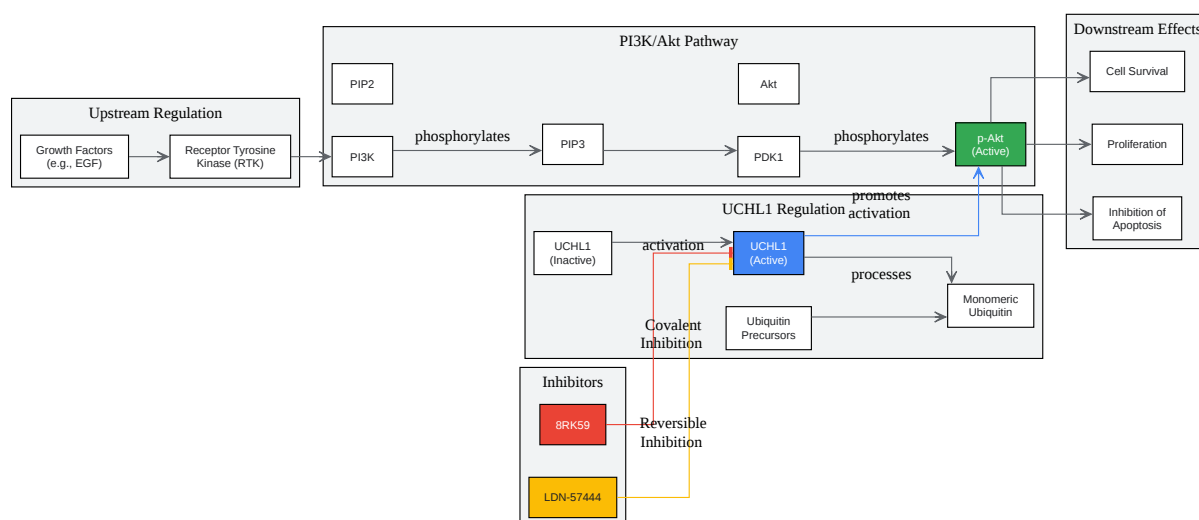 Downstream Effects
PI3K/Akt Pathway
PIP2
Akt
Cell Survival
Upstream Regulation
Growth Factors
(e.g., EGF)
Receptor Tyrosine
Kinase (RTK)
PI3K
phosphorylates
PIP3
PDK1
phosphorylates
p-Akt
(Active)
Proliferation
Inhibition of
Apoptosis
UCHL1 Regulation
promotes
activation
UCHL1
(Inactive)
activation
UCHL1
(Active)
processes
Monomeric
Ubiquitin
Ubiquitin
Precursors
Covalent
Inhibition
Inhibitors
8RK59
Reversible
Inhibition
LDN-57444